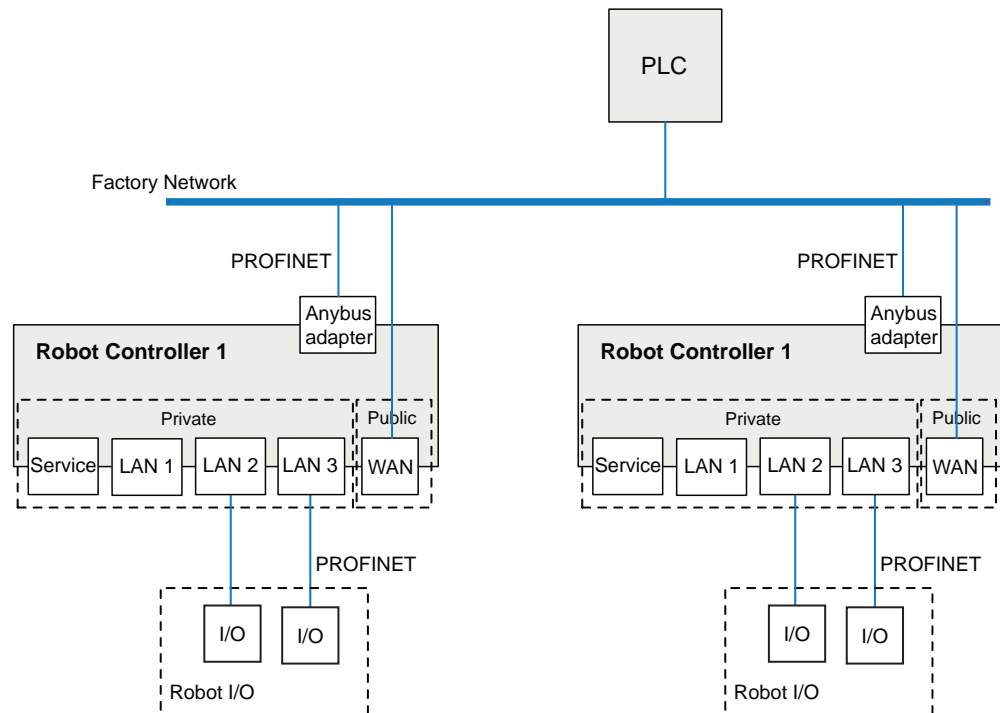 PLC
Factory Network
PROFINET
PROFINET
Anybus
adapter
Anybus
adapter
Robot Controller 1
Robot Controller 1
Private
Public
Private
Public
Service
LAN 1
LAN 2
LAN 3
WAN
Service
LAN 1
LAN 2
LAN 3
WAN
PROFINET
PROFINET
I/O
I/O
I/O
I/O
Robot I/O
Robot I/O